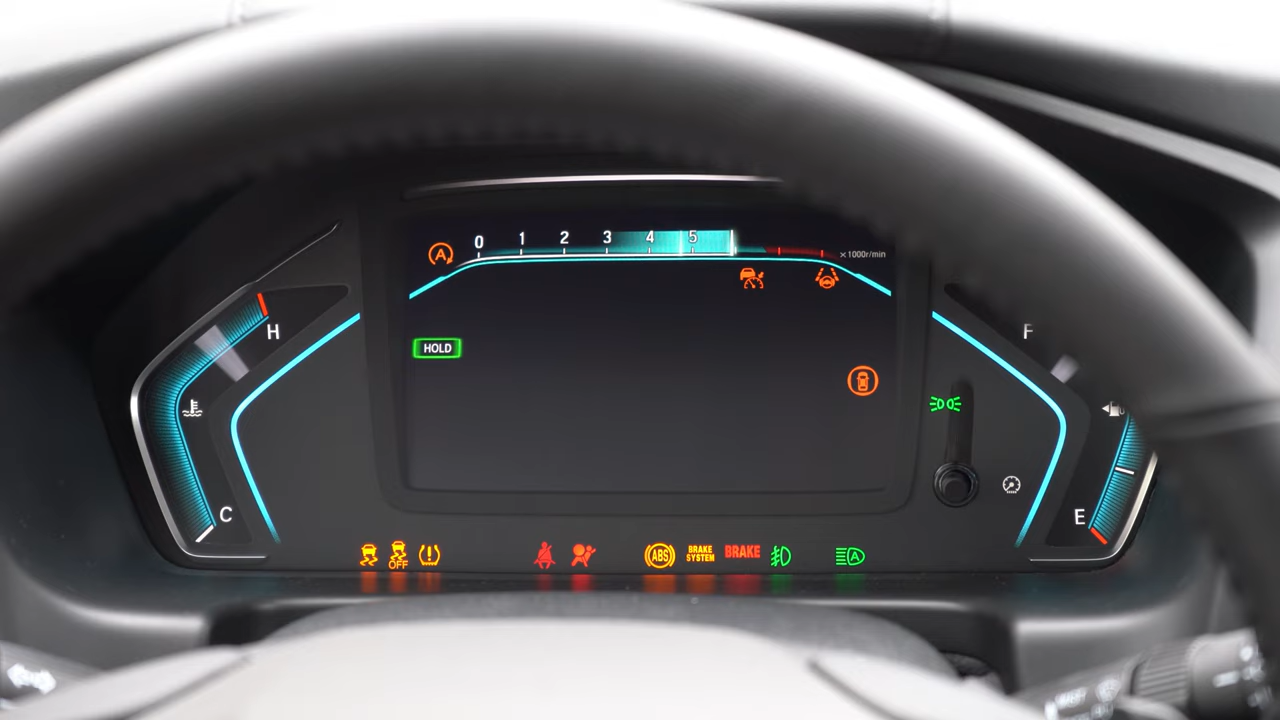 A 0 1 2 3 4 5 ×1000r/min
H F
HOLD
C E
OFF ABS BRAKE SYSTEM BRAKE A